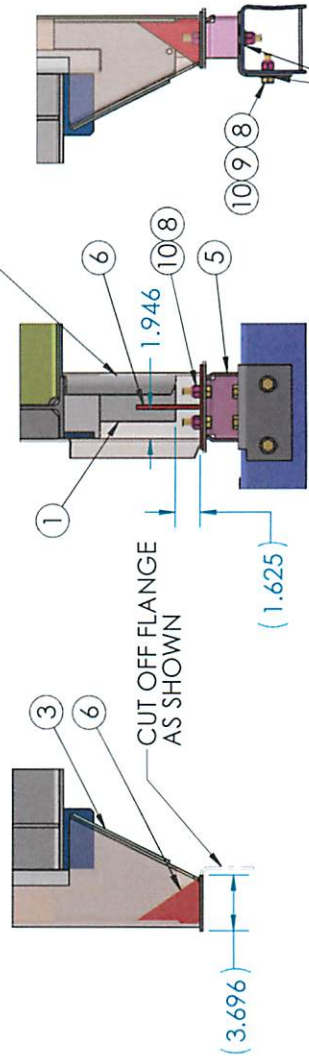 3
6
CUT OFF FLANGE
AS SHOWN
( 3.696 )
1
6
1.946
10 8
5
( 1.625 )
10 9 8